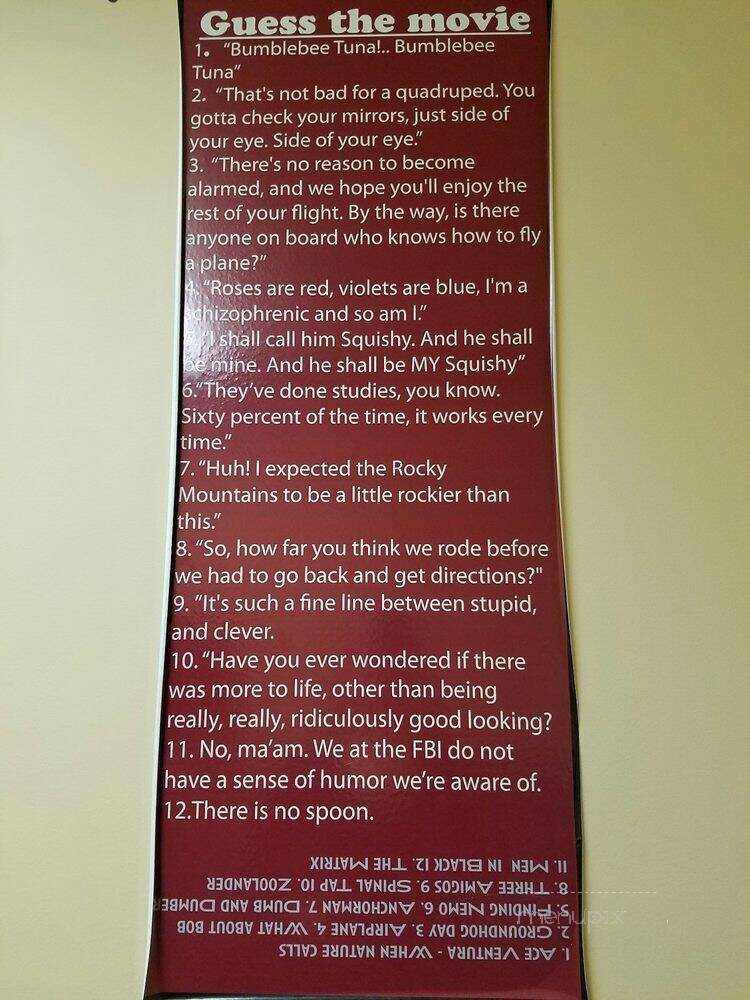 Guess the movie
1. “Bumblebee Tuna!.. Bumblebee
Tuna”
2. “That's not bad for a quadruped. You
gotta check your mirrors, just side of
your eye. Side of your eye.”
3. “There's no reason to become
alarmed, and we hope you'll enjoy the
rest of your flight. By the way, is there
anyone on board who knows how to fly
a plane?”
4. “Roses are red, violets are blue, I'm a
schizophrenic and so am I.”
5. “I shall call him Squishy. And he shall
be mine. And he shall be MY Squishy”
6.“They’ve done studies, you know.
Sixty percent of the time, it works every
time.”
7. “Huh! I expected the Rocky
Mountains to be a little rockier than
this.”
8. “So, how far you think we rode before
we had to go back and get directions?"
9. ”It's such a fine line between stupid,
and clever.
10. “Have you ever wondered if there
was more to life, other than being
really, really, ridiculously good looking?
11. No, ma’am. We at the FBI do not
have a sense of humor we’re aware of.
12.There is no spoon.
1. Ace Ventura - When Nature Calls
2. Groundhog Day 3. Airplane 4. What About Bob
5. Finding Nemo 6. Anchorman 7. Dumb and Dumber
8. Three Amigos 9. Spinal Tap 10. Zoolander
11. Men in Black 12. The Matrix
menupix